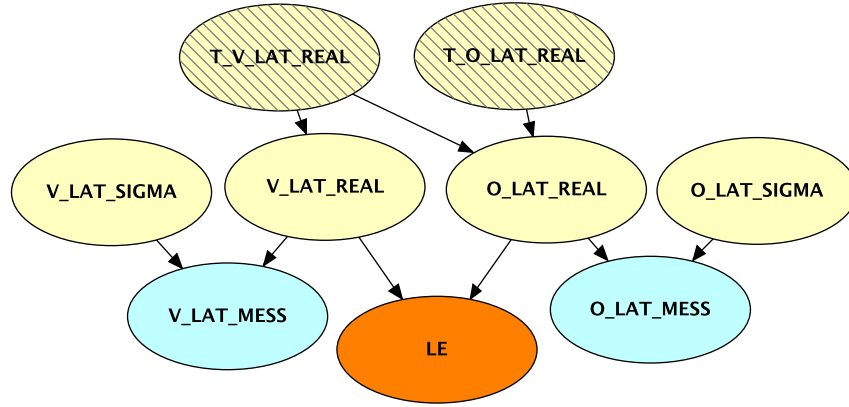 T_V_LAT_REAL
T_O_LAT_REAL
V_LAT_SIGMA
V_LAT_REAL
O_LAT_REAL
O_LAT_SIGMA
V_LAT_MESS
LE
O_LAT_MESS